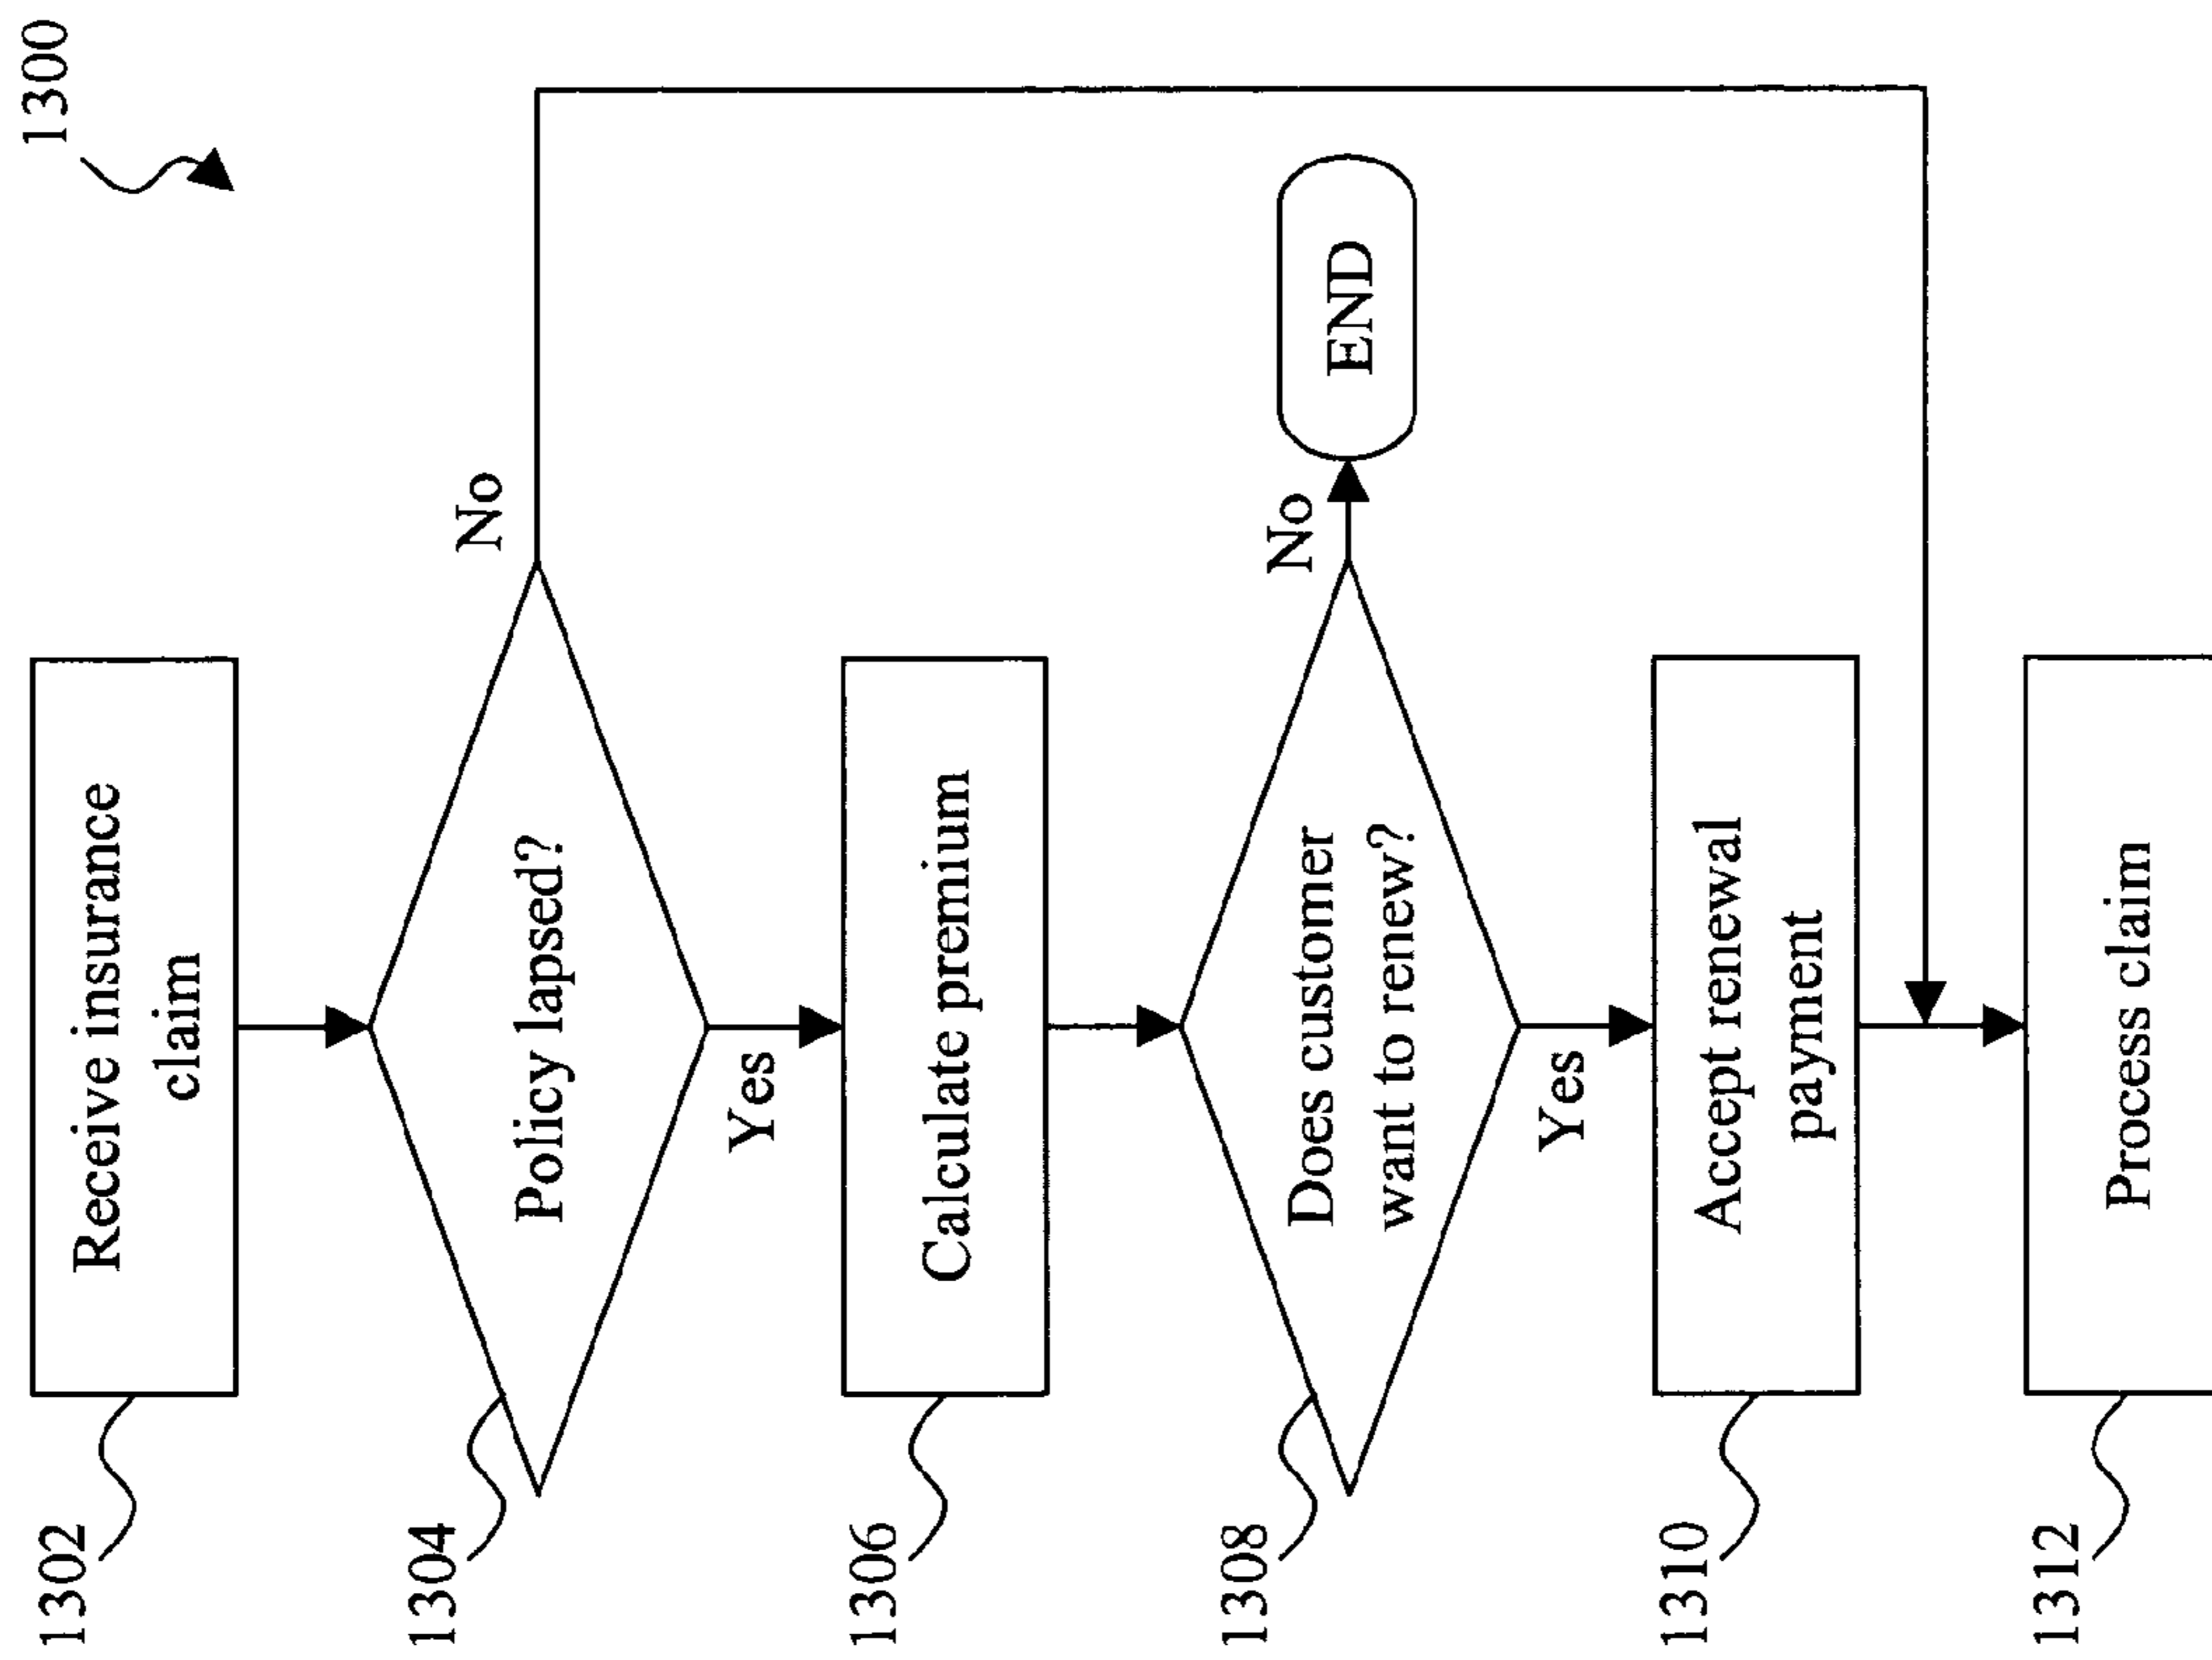 1300
1302
Receive insurance
claim
1304
Policy lapsed?
No
Yes
1306
Calculate premium
1308
Does customer
want to renew?
No
END
Yes
1310
Accept renewal
payment
1312
Process claim